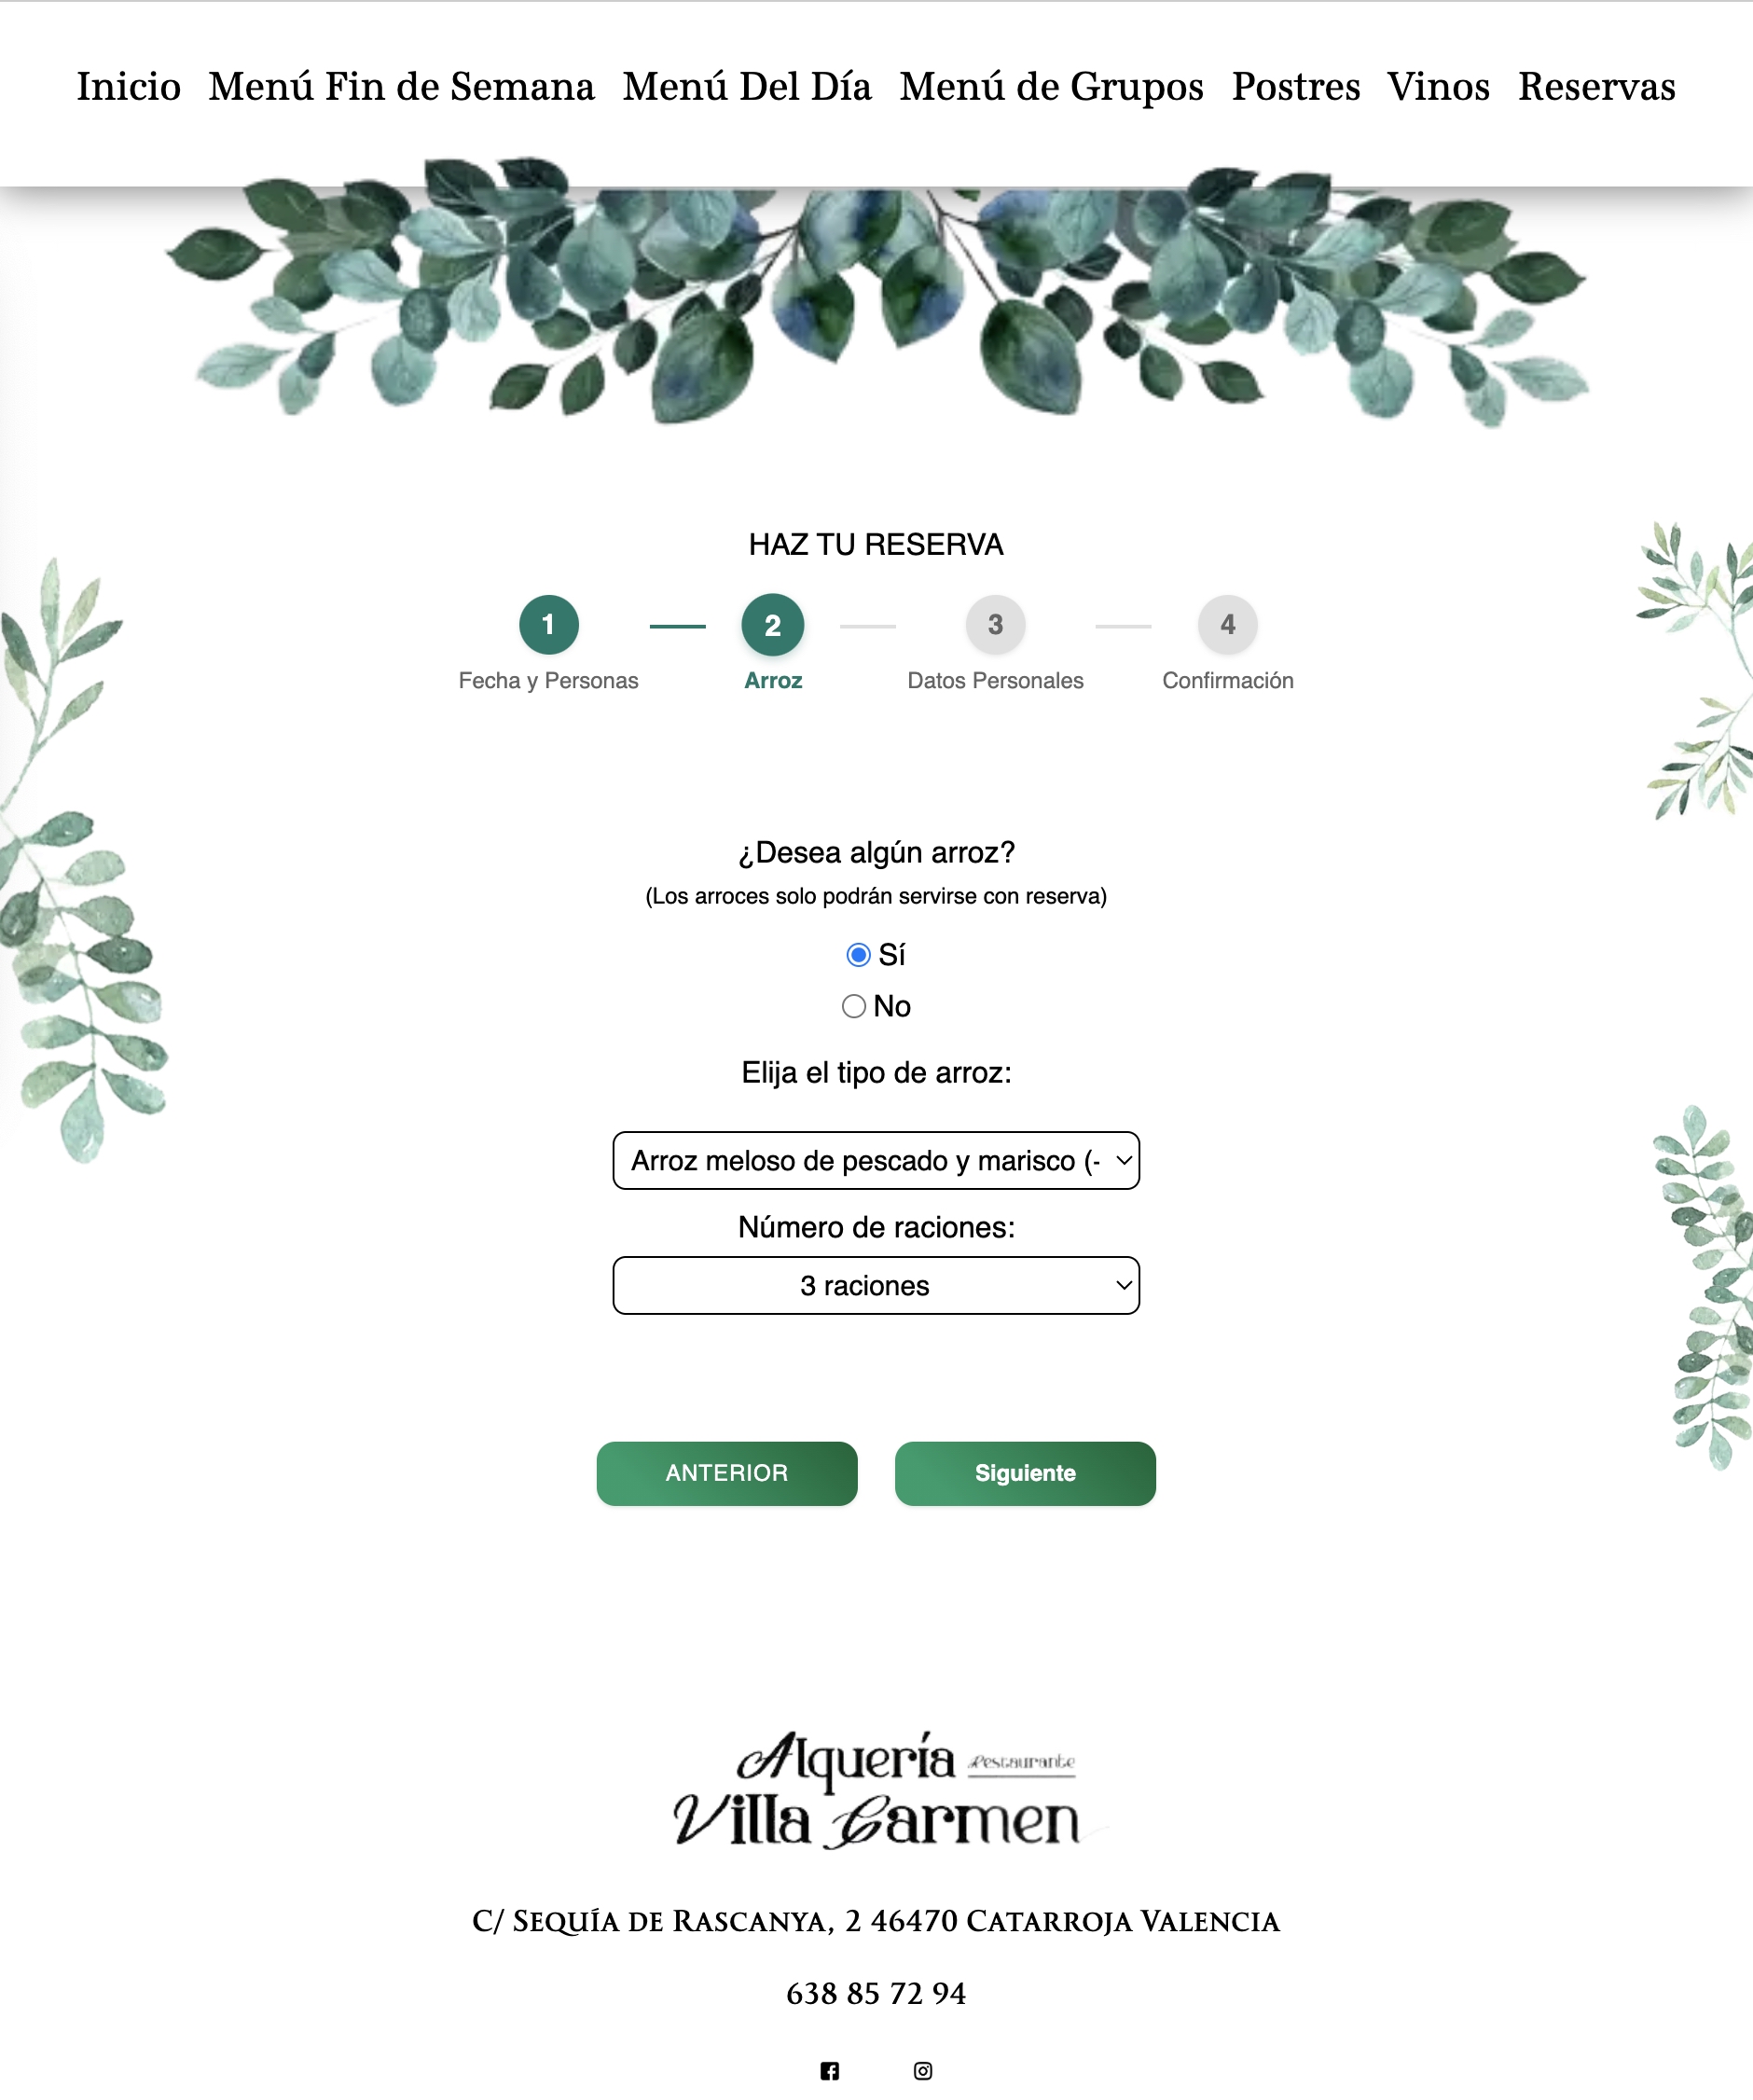 Inicio Menú Fin de Semana Menú Del Día Menú de Grupos Postres Vinos Reservas
HAZ TU RESERVA
1 2 3 4
Fecha y Personas Arroz Datos Personales Confirmación
¿Desea algún arroz?
(Los arroces solo podrán servirse con reserva)
Sí
No
Elija el tipo de arroz:
Arroz meloso de pescado y marisco (-
Número de raciones:
3 raciones
ANTERIOR Siguiente
Alquería Restaurante
Villa Carmen
C/ Sequía de Rascanya, 2 46470 Catarroja Valencia
638 85 72 94